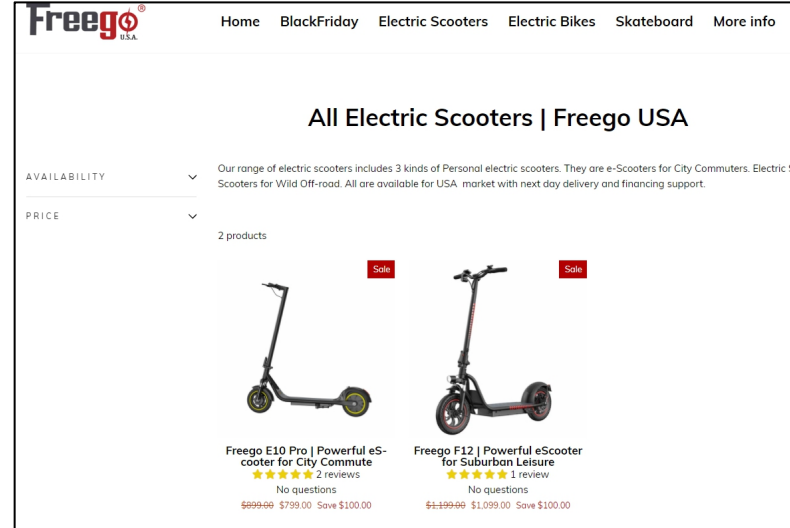 Freego®
U.S.A.
Home BlackFriday Electric Scooters Electric Bikes Skateboard More info
All Electric Scooters | Freego USA
AVAILABILITY
PRICE
Our range of electric scooters includes 3 kinds of Personal electric scooters. They are e-Scooters for City Commuters. Electric
Scooters for Wild Off-road. All are available for USA market with next day delivery and financing support.
2 products
Sale
Sale
Freego E10 Pro | Powerful eS-
cooter for City Commute
2 reviews
No questions
$899.00 $799.00 Save $100.00
Freego F12 | Powerful eScooter
for Suburban Leisure
1 review
No questions
$1,199.00 $1,099.00 Save $100.00